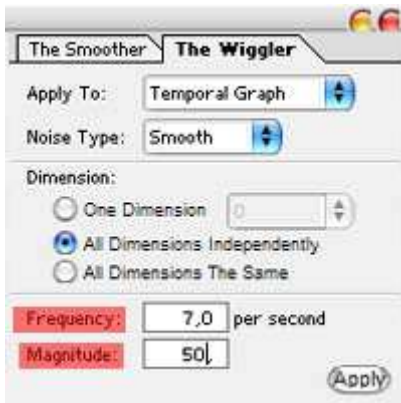 The Smoother The Wiggler
Apply To: Temporal Graph
Noise Type: Smooth
Dimension:
One Dimension 0
All Dimensions Independently
All Dimensions The Same
Frequency: 7,0 per second
Magnitude: 50
Apply